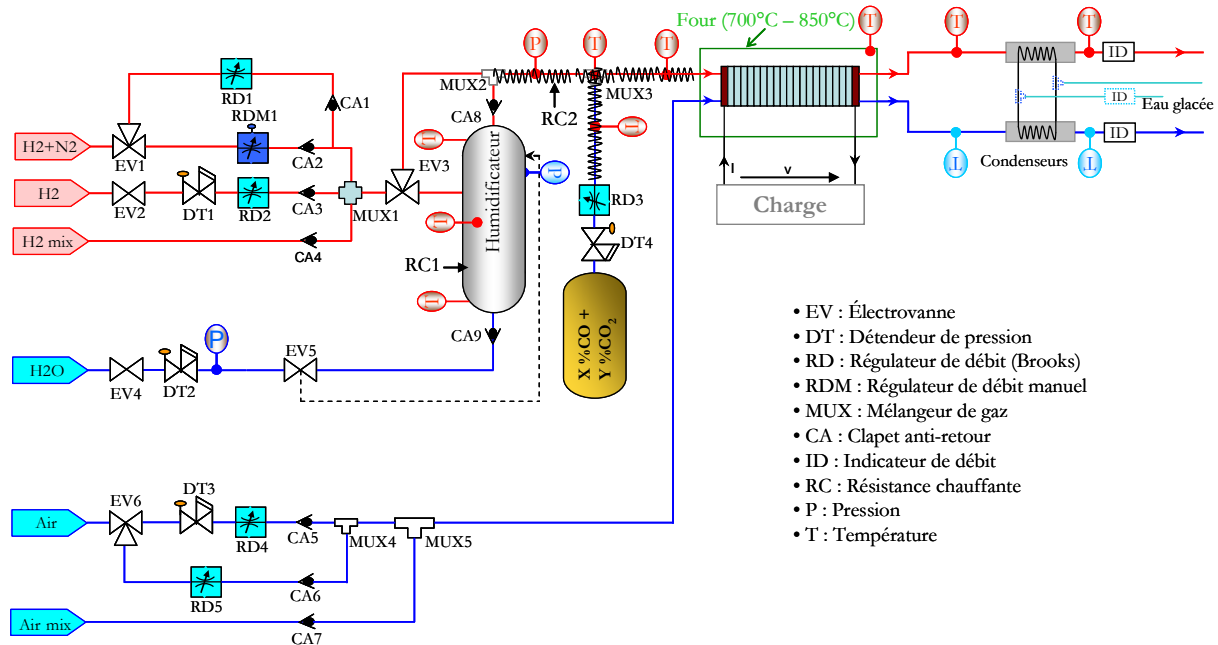 Four (700°C – 850°C)
T
P
T
T
T
T
ID
RD1
CA1
MUX2
MUX3
RDM1
CA8
RC2
ID
Eau glacée
H2+N2
EV1
CA2
T
T
EV3
ID
Condenseurs
H2
EV2
DT1
RD2
CA3
MUX1
P
I
V
T
T
RD3
Charge
H2 mix
CA4
T
Humidificateur
DT4
RC1
T
CA9
X %CO +
Y %CO2
P
H2O
EV4
DT2
EV5
• EV : Électrovanne
• DT : Détendeur de pression
• RD : Régulateur de débit (Brooks)
• RDM : Régulateur de débit manuel
• MUX : Mélangeur de gaz
• CA : Clapet anti-retour
• ID : Indicateur de débit
• RC : Résistance chauffante
• P : Pression
• T : Température
Air
EV6
DT3
RD4
CA5
MUX4
MUX5
RD5
CA6
Air mix
CA7